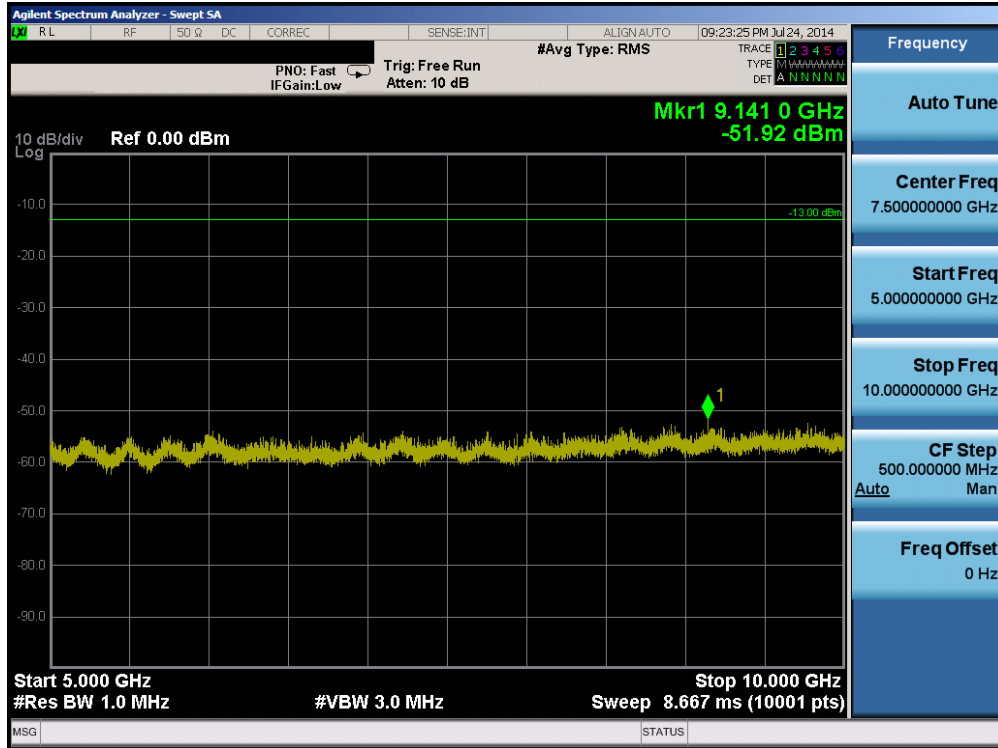 Agilent Spectrum Analyzer - Swept SA
LXI RL RF 50 Ω DC CORREC SENSE:INT ALIGN AUTO 09:23:25 PM Jul 24, 2014
#Avg Type: RMS TRACE 1 2 3 4 5 6
PNO: Fast Trig: Free Run TYPE M WWWWW
IFGain:Low Atten: 10 dB DET A N N N N N
Mkr1 9.141 0 GHz
-51.92 dBm
10 dB/div Ref 0.00 dBm
Log
-10.0
-13.00 dBm
-20.0
-30.0
-40.0
1
-50.0
-60.0
-70.0
-80.0
-90.0
Start 5.000 GHz Stop 10.000 GHz
#Res BW 1.0 MHz #VBW 3.0 MHz Sweep 8.667 ms (10001 pts)
MSG STATUS
Frequency
Auto Tune
Center Freq
7.500000000 GHz
Start Freq
5.000000000 GHz
Stop Freq
10.000000000 GHz
CF Step
500.000000 MHz
Auto Man
Freq Offset
0 Hz